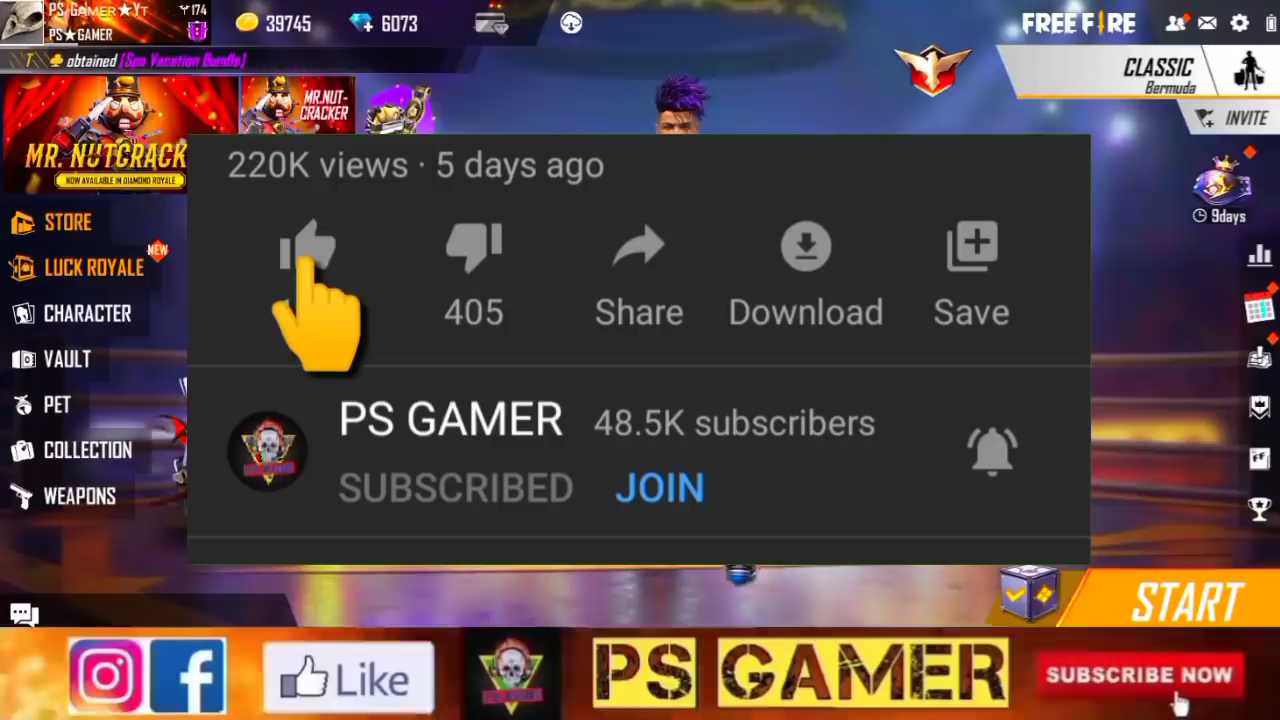 PS GAMER★YT
174
PS★GAMER
39745
6073
FREE FIRE
obtained [Spo Vacation Bundle]
CLASSIC
Bermuda
INVITE
MR.NUT-
CRACKER
MR. NUTCRACK
NOW AVAILABLE IN DIAMOND ROYALE
220K views · 5 days ago
9days
STORE
NEW
LUCK ROYALE
CHARACTER
VAULT
PET
COLLECTION
WEAPONS
405
Share
Download
Save
PS GAMER 48.5K subscribers
SUBSCRIBED JOIN
START
Like
PS GAMER
SUBSCRIBE NOW